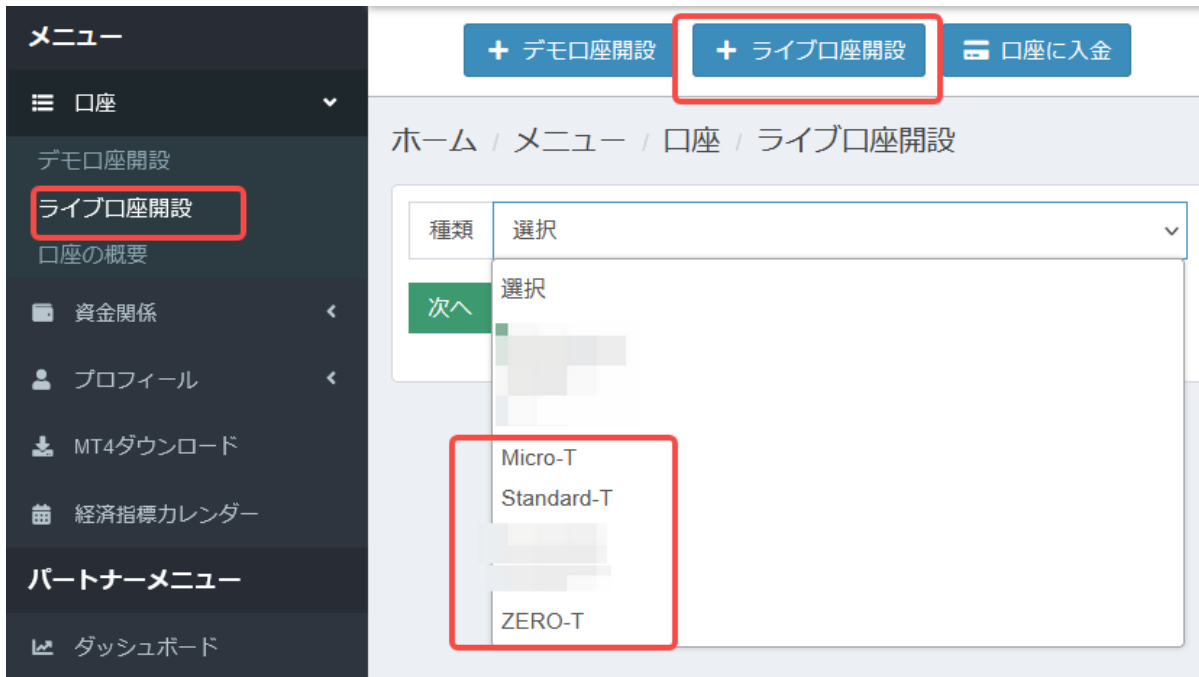 メニュー
口座
デモ口座開設
ライブ口座開設
口座の概要
資金関係
プロフィール
MT4ダウンロード
経済指標カレンダー
パートナーメニュー
ダッシュボード
デモ口座開設
ライブ口座開設
口座に入金
ホーム / メニュー / 口座 / ライブ口座開設
種類
選択
次へ
選択
Micro-T
Standard-T
ZERO-T